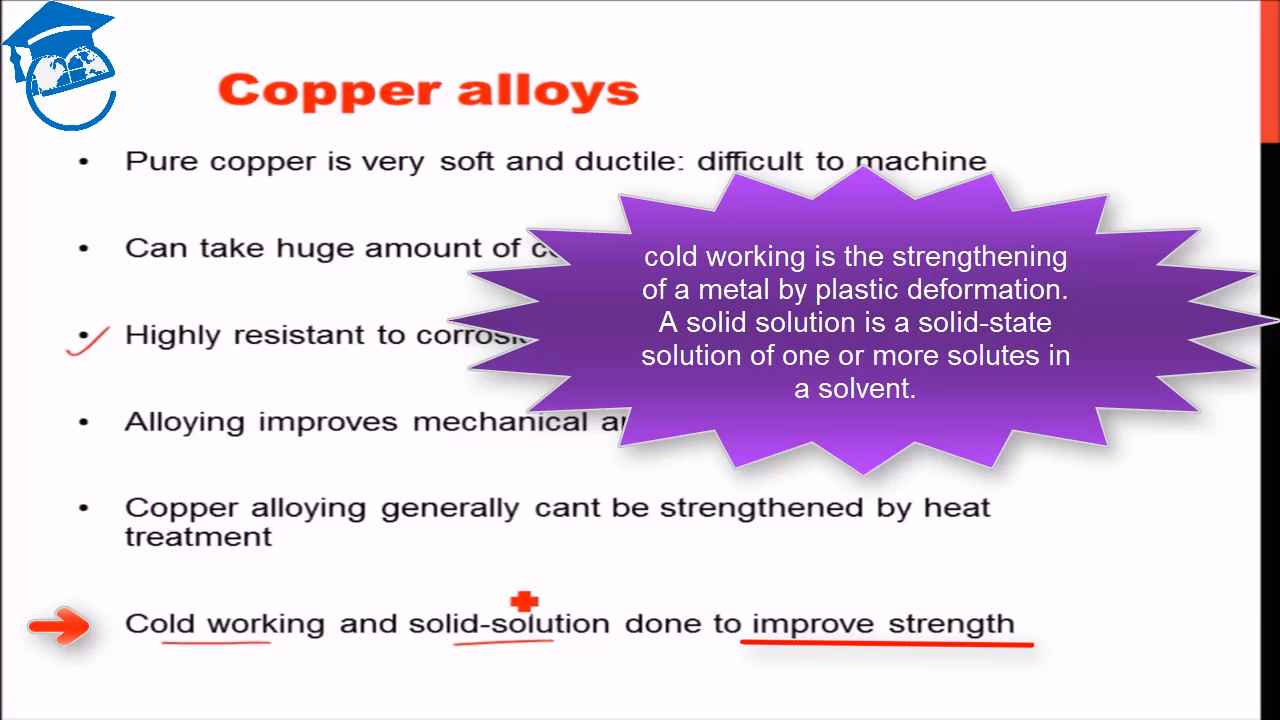 Copper alloys
• Pure copper is very soft and ductile: difficult to machine
• Can take huge amount of
• Highly resistant to
• Alloying improves mechanical
• Copper alloying generally cant be strengthened by heat
treatment
• Cold working and solid-solution done to improve strength
cold working is the strengthening
of a metal by plastic deformation.
A solid solution is a solid-state
solution of one or more solutes in
a solvent.